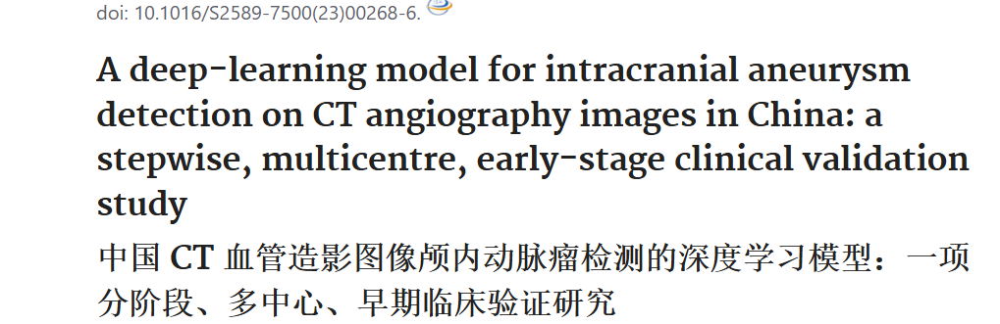 doi: 10.1016/S2589-7500(23)00268-6.
A deep-learning model for intracranial aneurysm
detection on CT angiography images in China: a
stepwise, multicentre, early-stage clinical validation
study
中国 CT 血管造影图像颅内动脉瘤检测的深度学习模型：一项
分阶段、多中心、早期临床验证研究